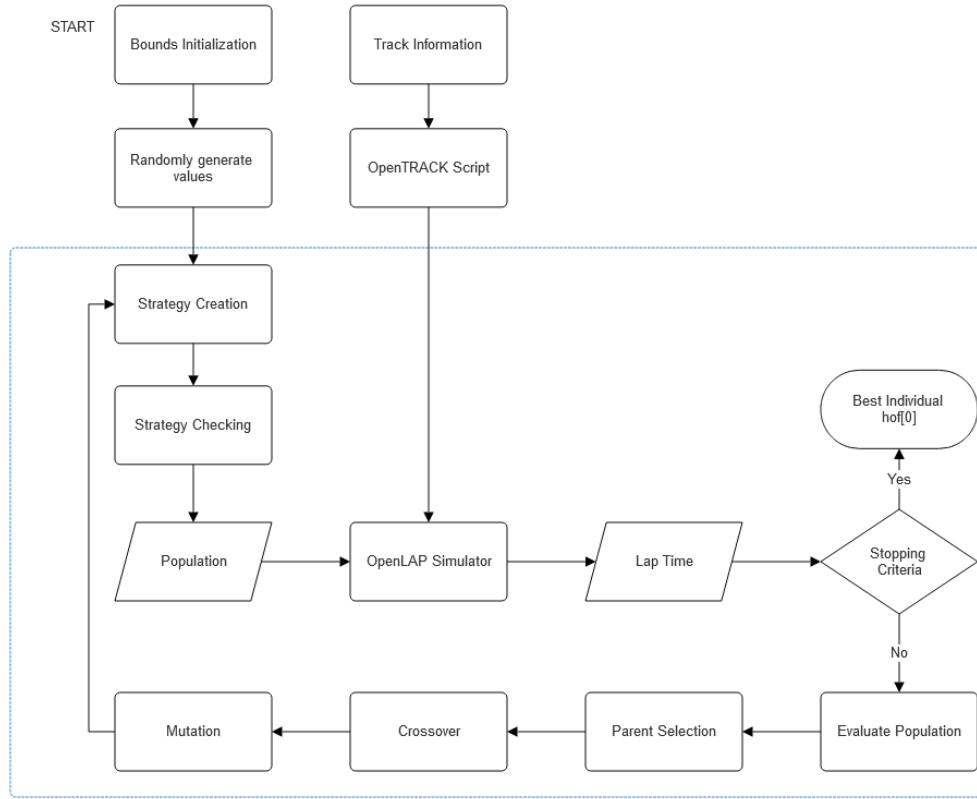 START
Bounds Initialization
Track Information
Randomly generate
values
OpenTRACK Script
Strategy Creation
Strategy Checking
Best Individual
hof[0]
Yes
Population
OpenLAP Simulator
Lap Time
Stopping
Criteria
No
Mutation
Crossover
Parent Selection
Evaluate Population